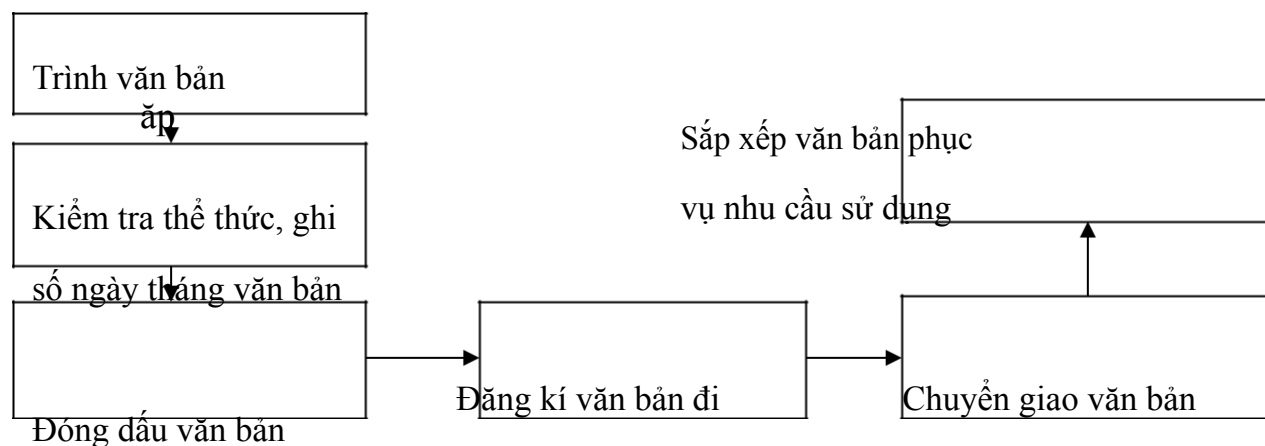 Trình văn bản
ăp
Kiểm tra thể thức, ghi
số ngày tháng văn bản
Đóng dấu văn bản
Đăng kí văn bản đi
Chuyển giao văn bản
Sắp xếp văn bản phục
vụ nhu cầu sử dụng